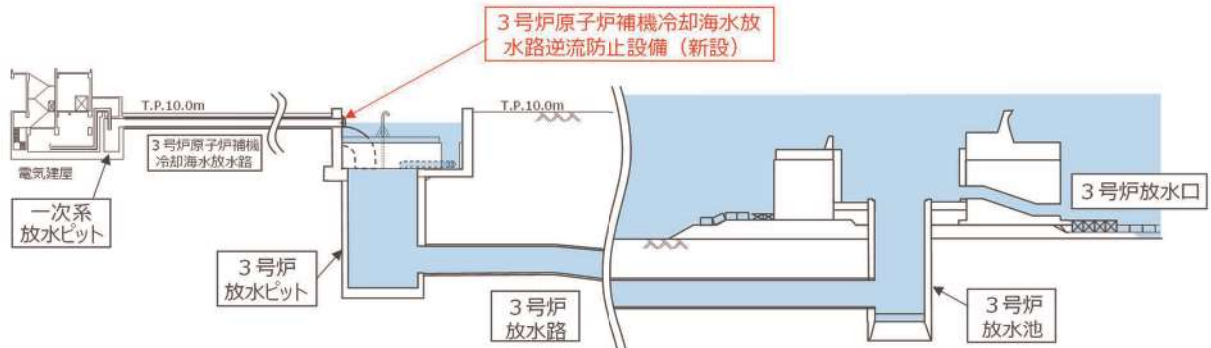 3号炉原子炉補機冷却海水放
水路逆流防止設備（新設）
T.P.10.0m
T.P.10.0m
3号炉原子炉補機
冷却海水放水路
電気建屋
一次系
放水ピット
3号炉
放水ピット
3号炉
放水路
3号炉放水口
3号炉
放水池